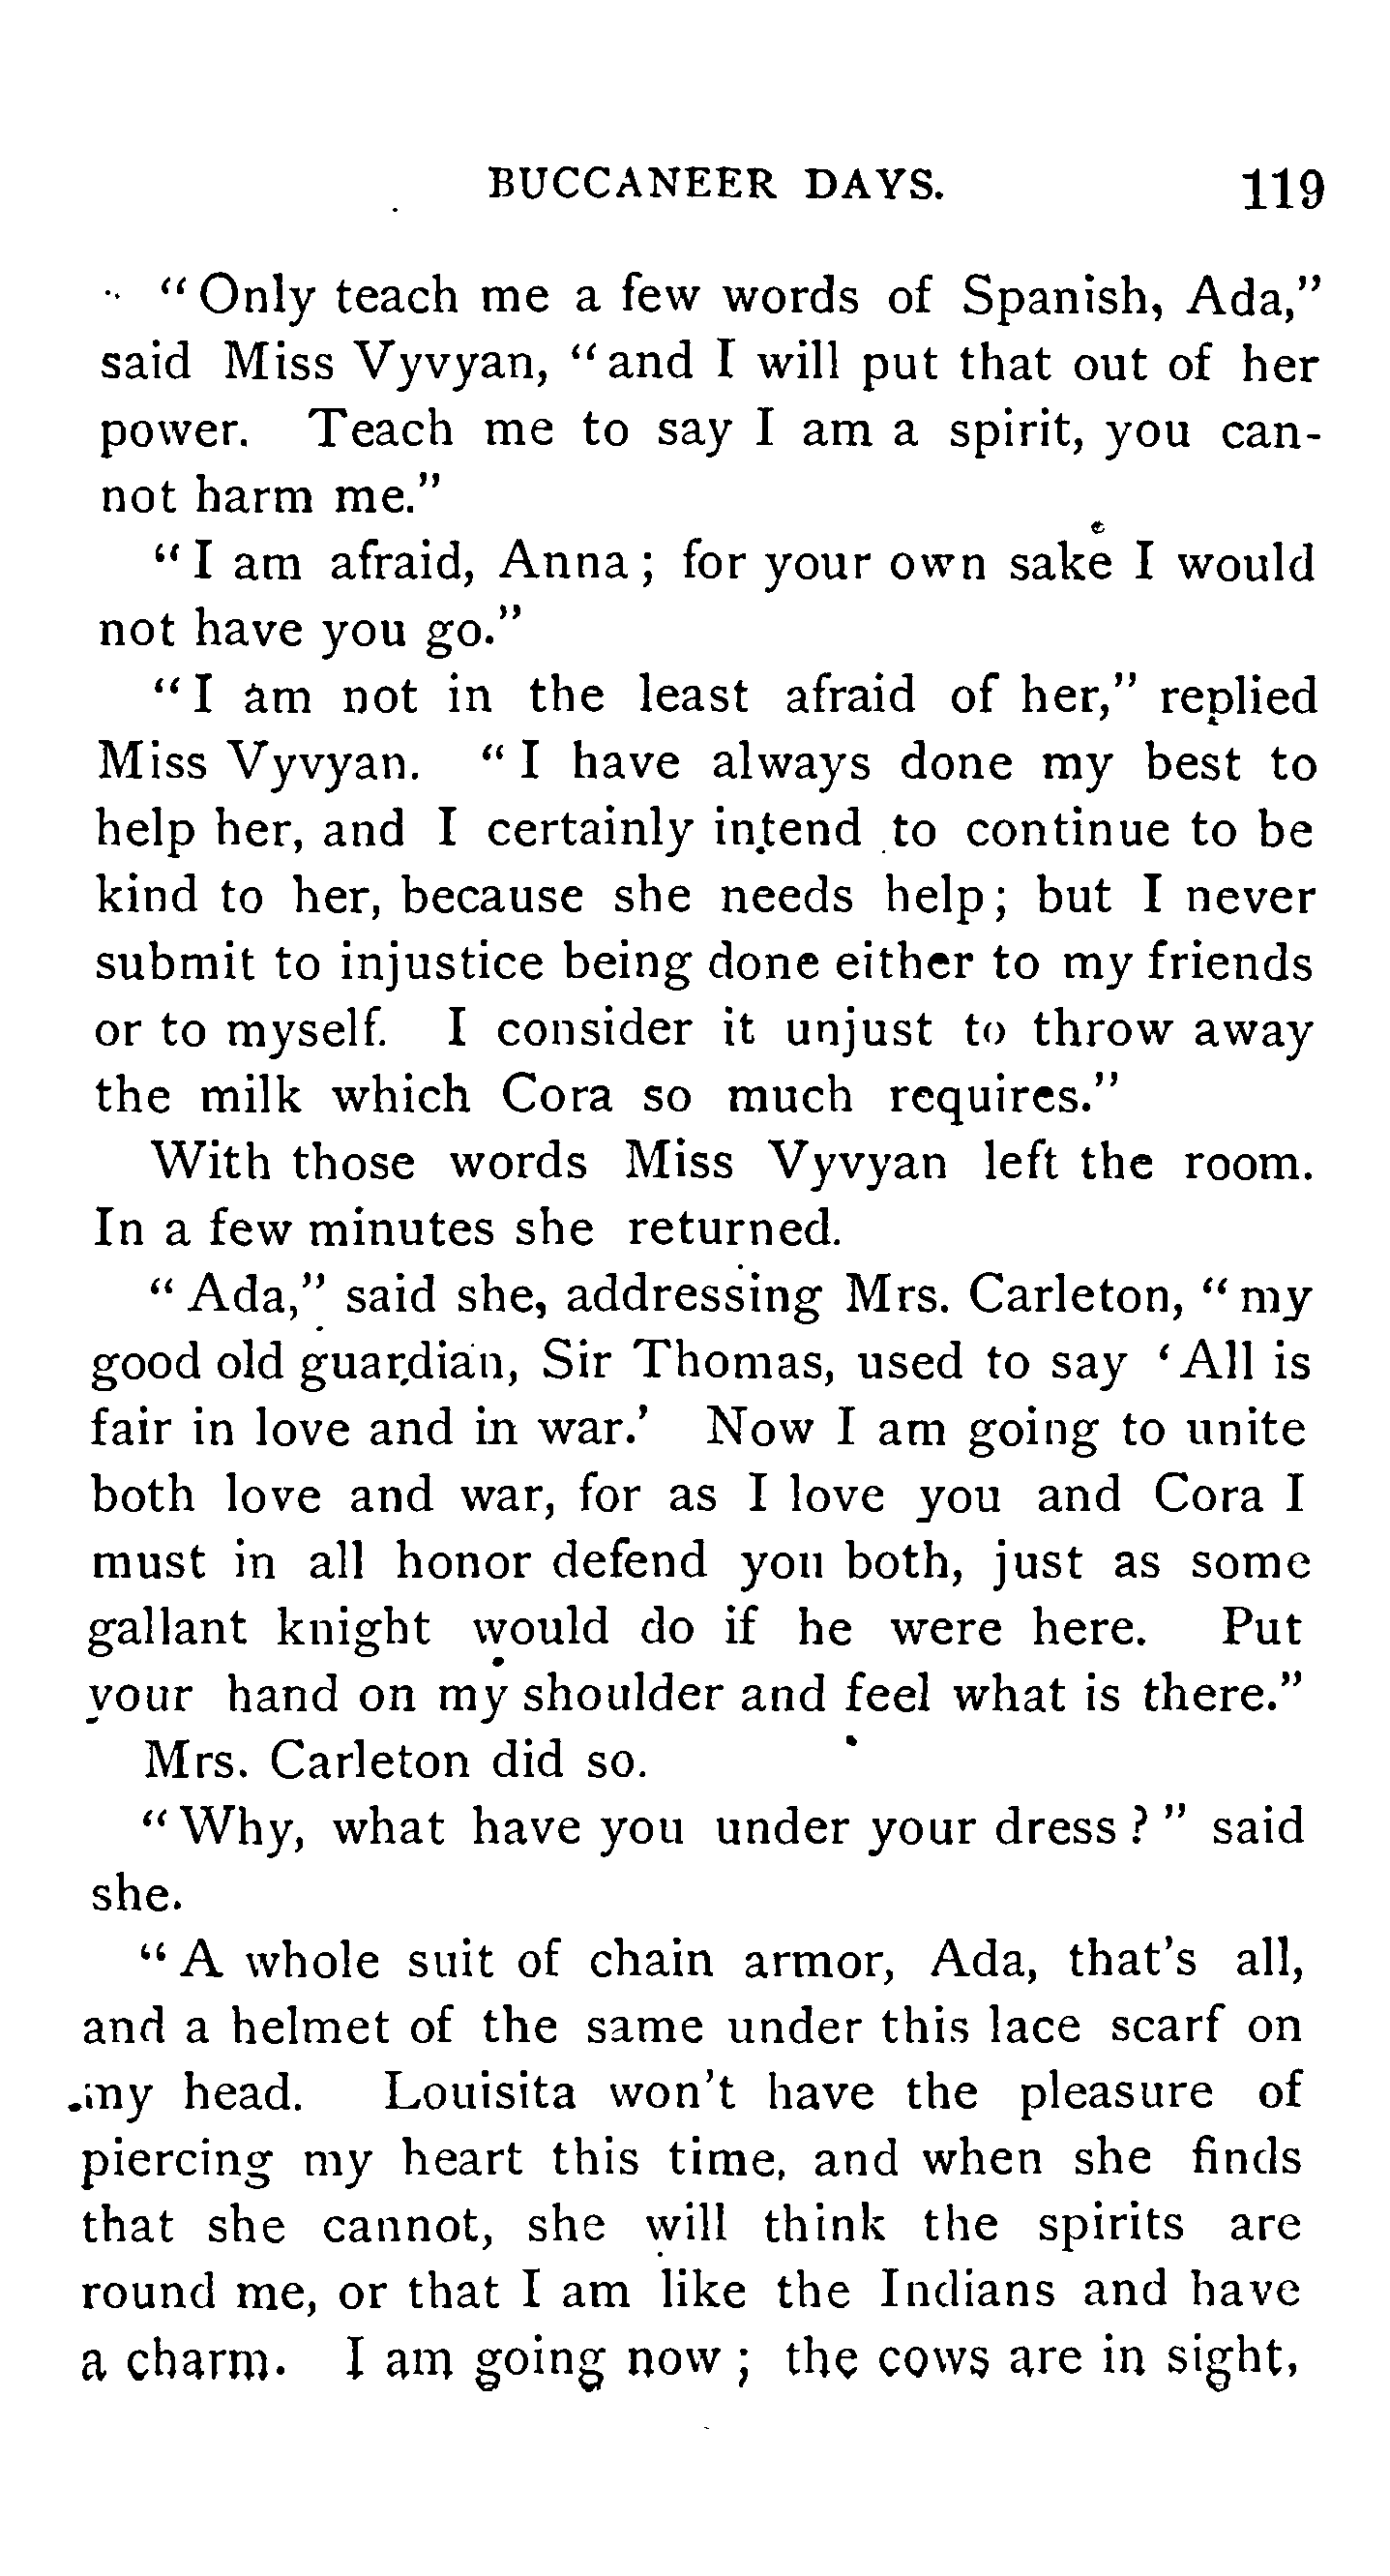 BUCCANEER DAYS. 119
"Only teach me a few words of Spanish, Ada,"
said Miss Vyvyan, "and I will put that out of her
power. Teach me to say I am a spirit, you can-
not harm me."
"I am afraid, Anna; for your own sake I would
not have you go."
"I am not in the least afraid of her," replied
Miss Vyvyan. "I have always done my best to
help her, and I certainly intend to continue to be
kind to her, because she needs help; but I never
submit to injustice being done either to my friends
or to myself. I consider it unjust to throw away
the milk which Cora so much requires."
With those words Miss Vyvyan left the room.
In a few minutes she returned.
"Ada," said she, addressing Mrs. Carleton, "my
good old guardian, Sir Thomas, used to say 'All is
fair in love and in war.' Now I am going to unite
both love and war, for as I love you and Cora I
must in all honor defend you both, just as some
gallant knight would do if he were here. Put
your hand on my shoulder and feel what is there."
Mrs. Carleton did so.
"Why, what have you under your dress?" said
she.
"A whole suit of chain armor, Ada, that's all,
and a helmet of the same under this lace scarf on
my head. Louisita won't have the pleasure of
piercing my heart this time, and when she finds
that she cannot, she will think the spirits are
round me, or that I am like the Indians and have
a charm. I am going now; the cows are in sight,